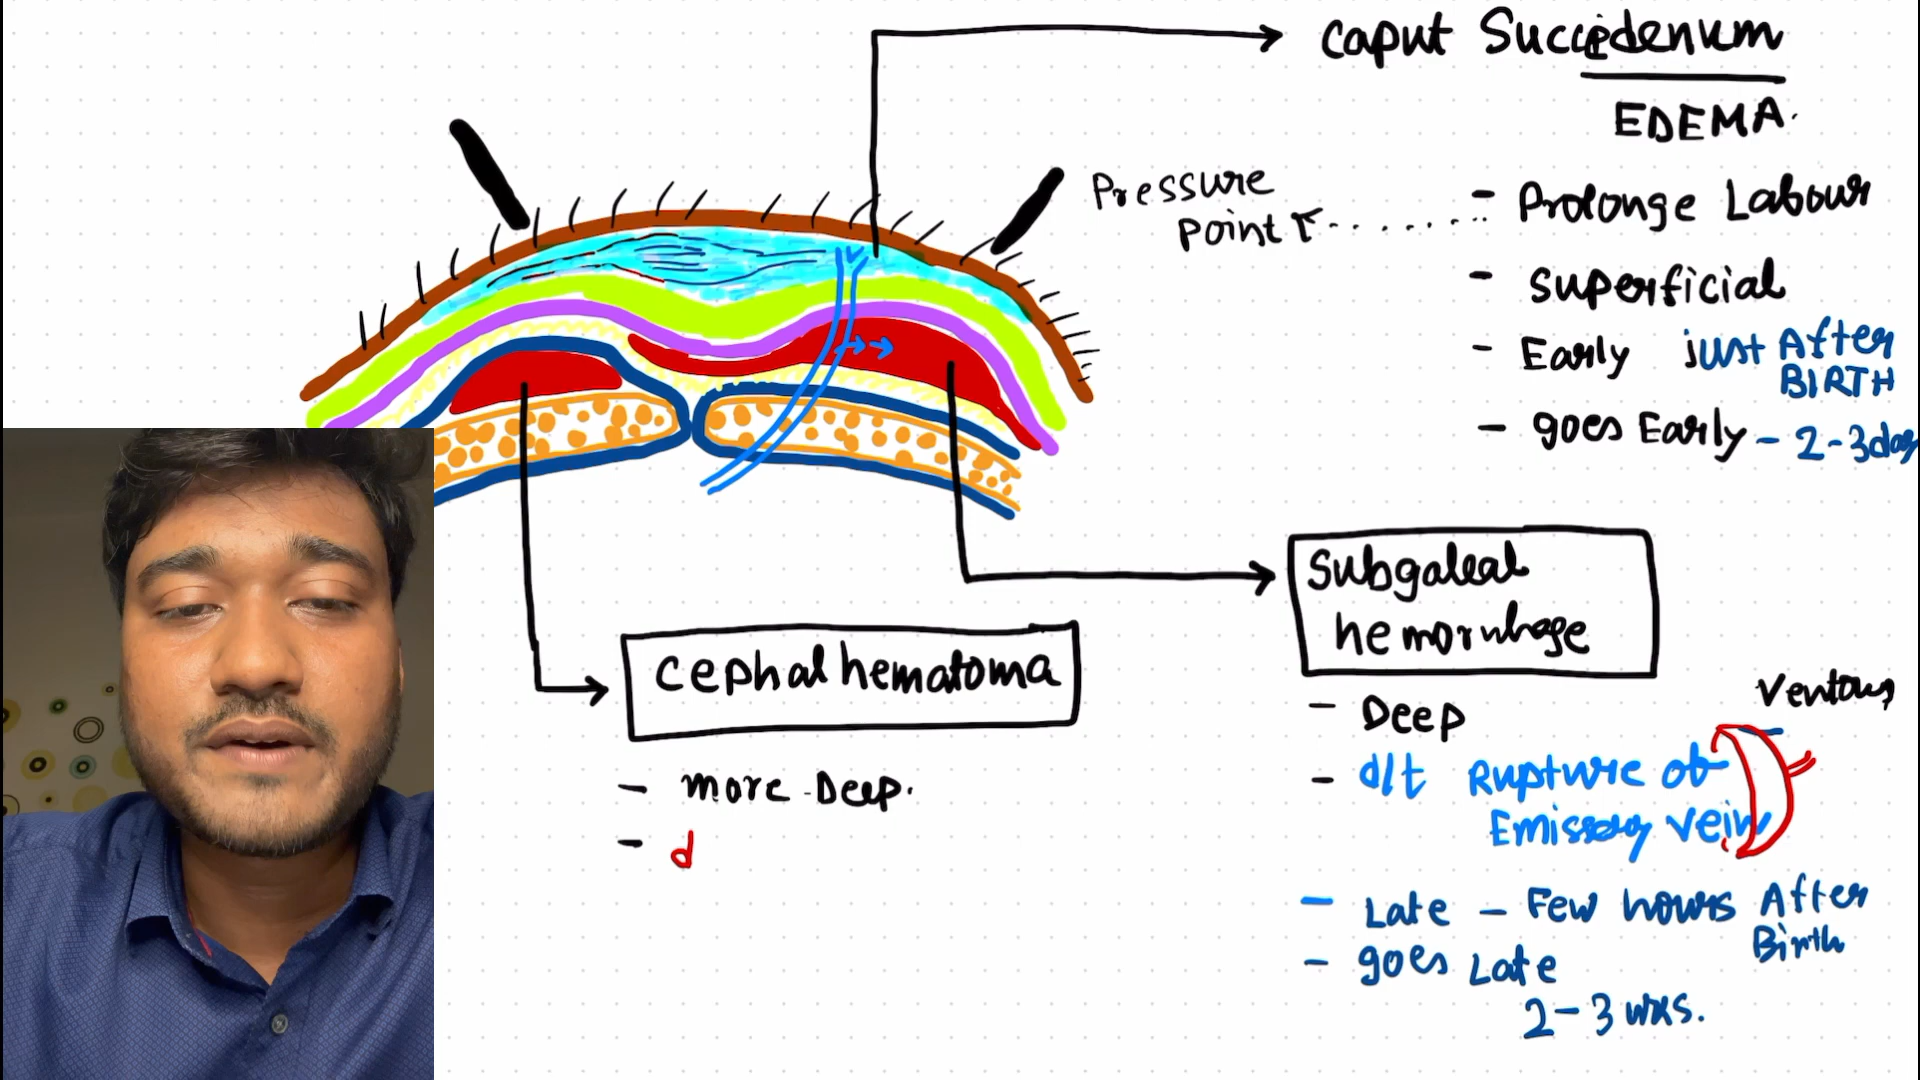 caput Succedenum
EDEMA.
Pressure
point
- Prolonge Labour
- Superficial
- Early just After
BIRTH
- goes Early - 2-3 day
Subgaleal
hemorrhage
cephalhematoma
- more Deep.
- d
- Deep
Ventous
- d/t Rupture of
Emissary vein
- Late - Few hours After
Birth
- goes Late
2-3 wks.